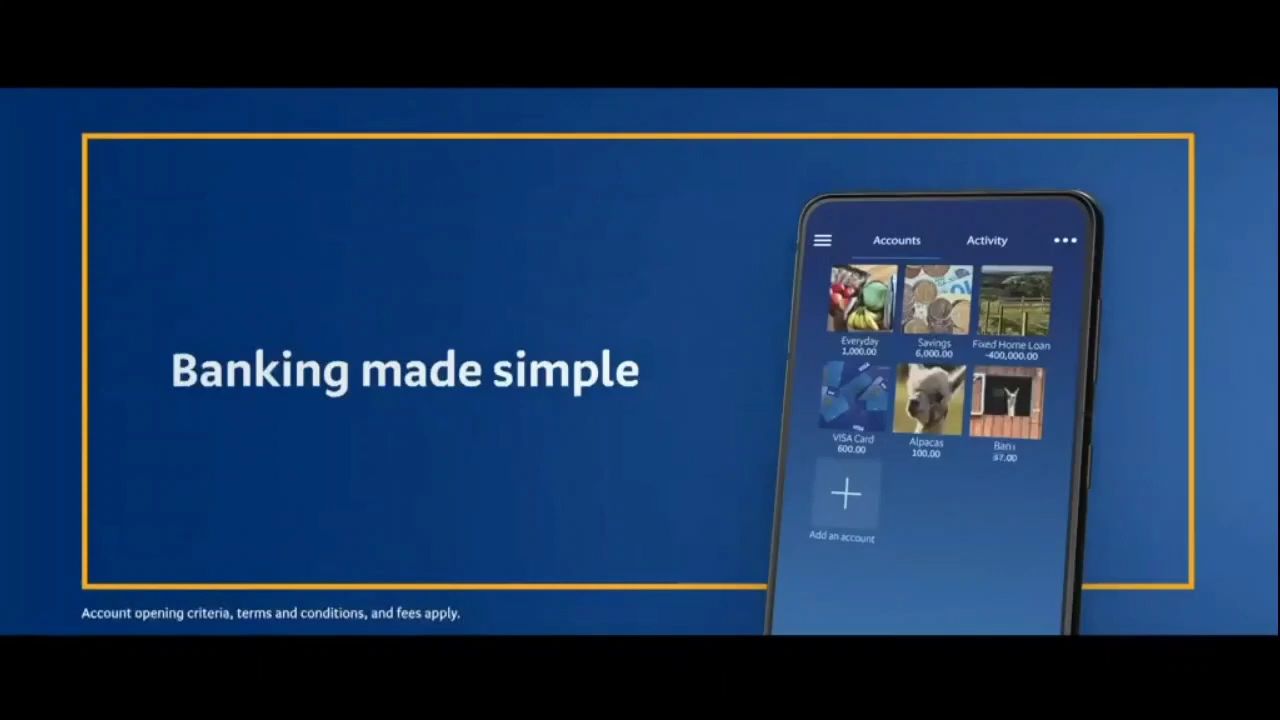 Banking made simple
Accounts Activity
Everyday
1,000.00
Savings
6,000.00
Fixed Home Loan
-400,000.00
VISA Card
600.00
Alpacas
100.00
Add an account
Account opening criteria, terms and conditions, and fees apply.